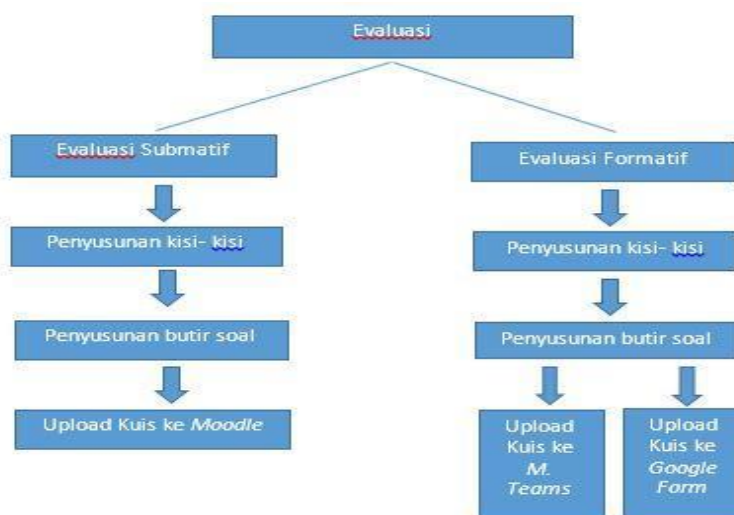 Evaluasi
Evaluasi Submatif
Penyusunan kisi- kisi
Penyusunan butir soal
Upload Kuis ke Moodle
Evaluasi Formatif
Penyusunan kisi- kisi
Penyusunan butir soal
Upload
Kuis ke
M.
Teams
Upload
Kuis ke
Google
Form